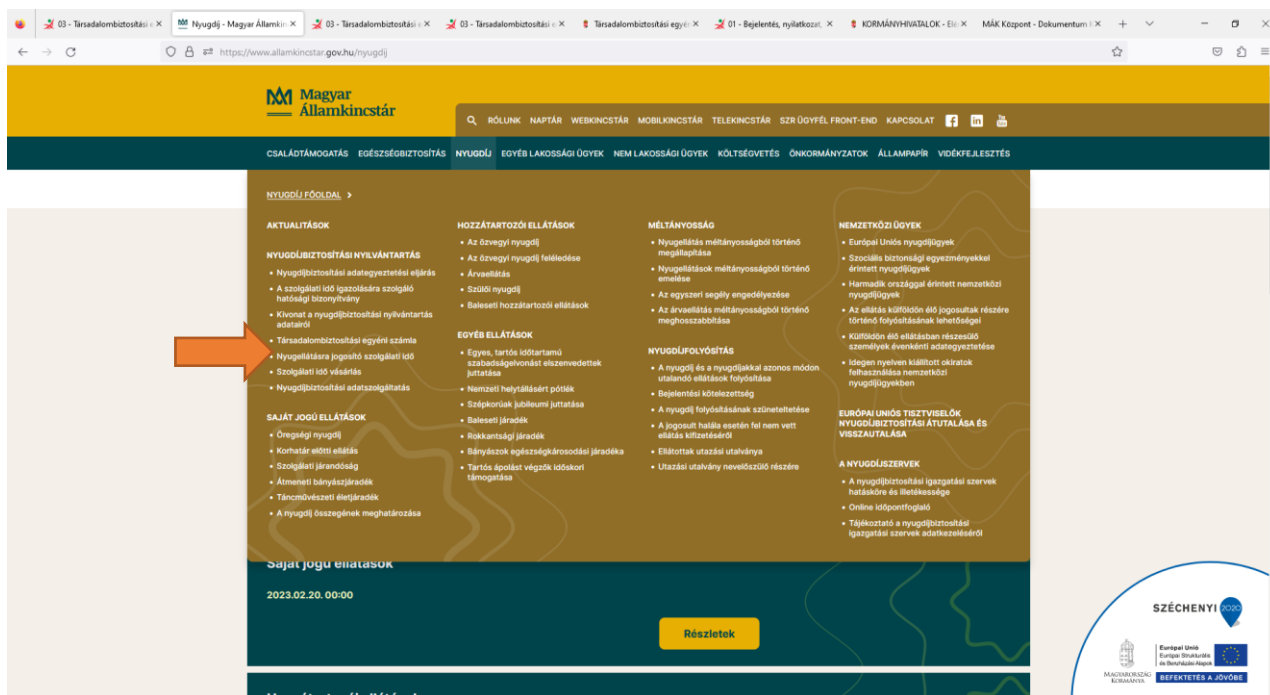 03 - Társadalombiztosítási e
Nyugdíj - Magyar Államkin
03 - Társadalombiztosítási e
03 - Társadalombiztosítási e
Társadalombiztosítási egyér
01 - Bejelentés, nyilatkozat,
KORMÁNYHIVATALOK - Elé
MÁK Központ - Dokumentum
https://www.allamkincstar.gov.hu/nyugdij
Magyar
Államkincstár
RÓLUNK NAPTÁR WEBKINCSTÁR MOBILKINCSTÁR TELEKINCSTÁR SZR ÜGYFÉL FRONT-END KAPCSOLAT
CSALÁDTÁMOGATÁS EGÉSZSÉGBIZTOSÍTÁS NYUGDÍJ EGYÉB LAKOSSÁGI ÜGYEK NEM LAKOSSÁGI ÜGYEK KÖLTSÉGVETÉS ÖNKORMÁNYZATOK ÁLLAMPAPÍR VIDÉKFEJLESZTÉS
NYUGDÍJ FŐOLDAL >
AKTUALITÁSOK
NYUGDÍJBIZTOSÍTÁSI NYILVÁNTARTÁS
• Nyugdíjbiztosítási adategyeztetési eljárás
• A szolgálati idő igazolására szolgáló
hatósági bizonyítvány
• Kivonat a nyugdíjbiztosítási nyilvántartás
adatairól
• Társadalombiztosítási egyéni számla
• Nyugellátásra jogosító szolgálati idő
• Szolgálati idő vásárlás
• Nyugdíjbiztosítási adatszolgáltatás
SAJÁT JOGÚ ELLÁTÁSOK
• Öregségi nyugdíj
• Korhatár előtti ellátás
• Szolgálati járandóság
• Átmeneti bányászjáradék
• Táncművészeti életjáradék
• A nyugdíj összegének meghatározása
HOZZÁTARTOZÓI ELLÁTÁSOK
• Az özvegyi nyugdíj
• Az özvegyi nyugdíj feléledése
• Árvaellátás
• Szülői nyugdíj
• Baleseti hozzátartozói ellátások
EGYÉB ELLÁTÁSOK
• Egyes, tartós időtartamú
szabadságelvonást elszenvedettek
juttatása
• Nemzeti helytállásért pótlék
• Szépkorúak jubileumi juttatása
• Baleseti járadék
• Rokkantsági járadék
• Bányászok egészségkárosodási járadéka
• Tartós ápolást végzők időskori
támogatása
MÉLTÁNYOSSÁG
• Nyugellátás méltányosságból történő
megállapítása
• Nyugellátások méltányosságból történő
emelése
• Az egyszeri segély engedélyezése
• Az árvaellátás méltányosságból történő
meghosszabbítása
NYUGDÍJFOLYÓSÍTÁS
• A nyugdíj és a nyugdíjakkal azonos módon
utalandó ellátások folyósítása
• Bejelentési kötelezettség
• A nyugdíj folyósításának szüneteltetése
• A jogosult halála esetén fel nem vett
ellátás kifizetéséről
• Ellátottak utazási utalványa
• Utazási utalvány nevelőszülő részére
NEMZETKÖZI ÜGYEK
• Európai Uniós nyugdíjügyek
• Szociális biztonsági egyezményekkel
érintett nyugdíjügyek
• Harmadik országgal érintett nemzetközi
nyugdíjügyek
• Az ellátás külföldön élő jogosultak részére
történő folyósításának lehetőségei
• Külföldön élő ellátásban részesülő
személyek évenkénti adategyeztetése
• Idegen nyelven kiállított okiratok
felhasználása nemzetközi
nyugdíjügyekben
EURÓPAI UNIÓS TISZTVISELŐK
NYUGDÍJBIZTOSÍTÁSI ÁTUTALÁSA ÉS
VISSZAUTALÁSA
A NYUGDÍJSZERVEK
• A nyugdíjbiztosítási igazgatási szervek
hatásköre és illetékessége
• Online időpontfoglaló
• Tájékoztató a nyugdíjbiztosítási
igazgatási szervek adatkezeléséről
Saját jogú ellátások
2023.02.20. 00:00
Részletek
SZÉCHENYI 2020
MAGYARORSZÁG
KORMÁNYA
Európai Unió
Európai Strukturális
és Beruházási Alapok
BEFEKTETÉS A JÖVŐBE